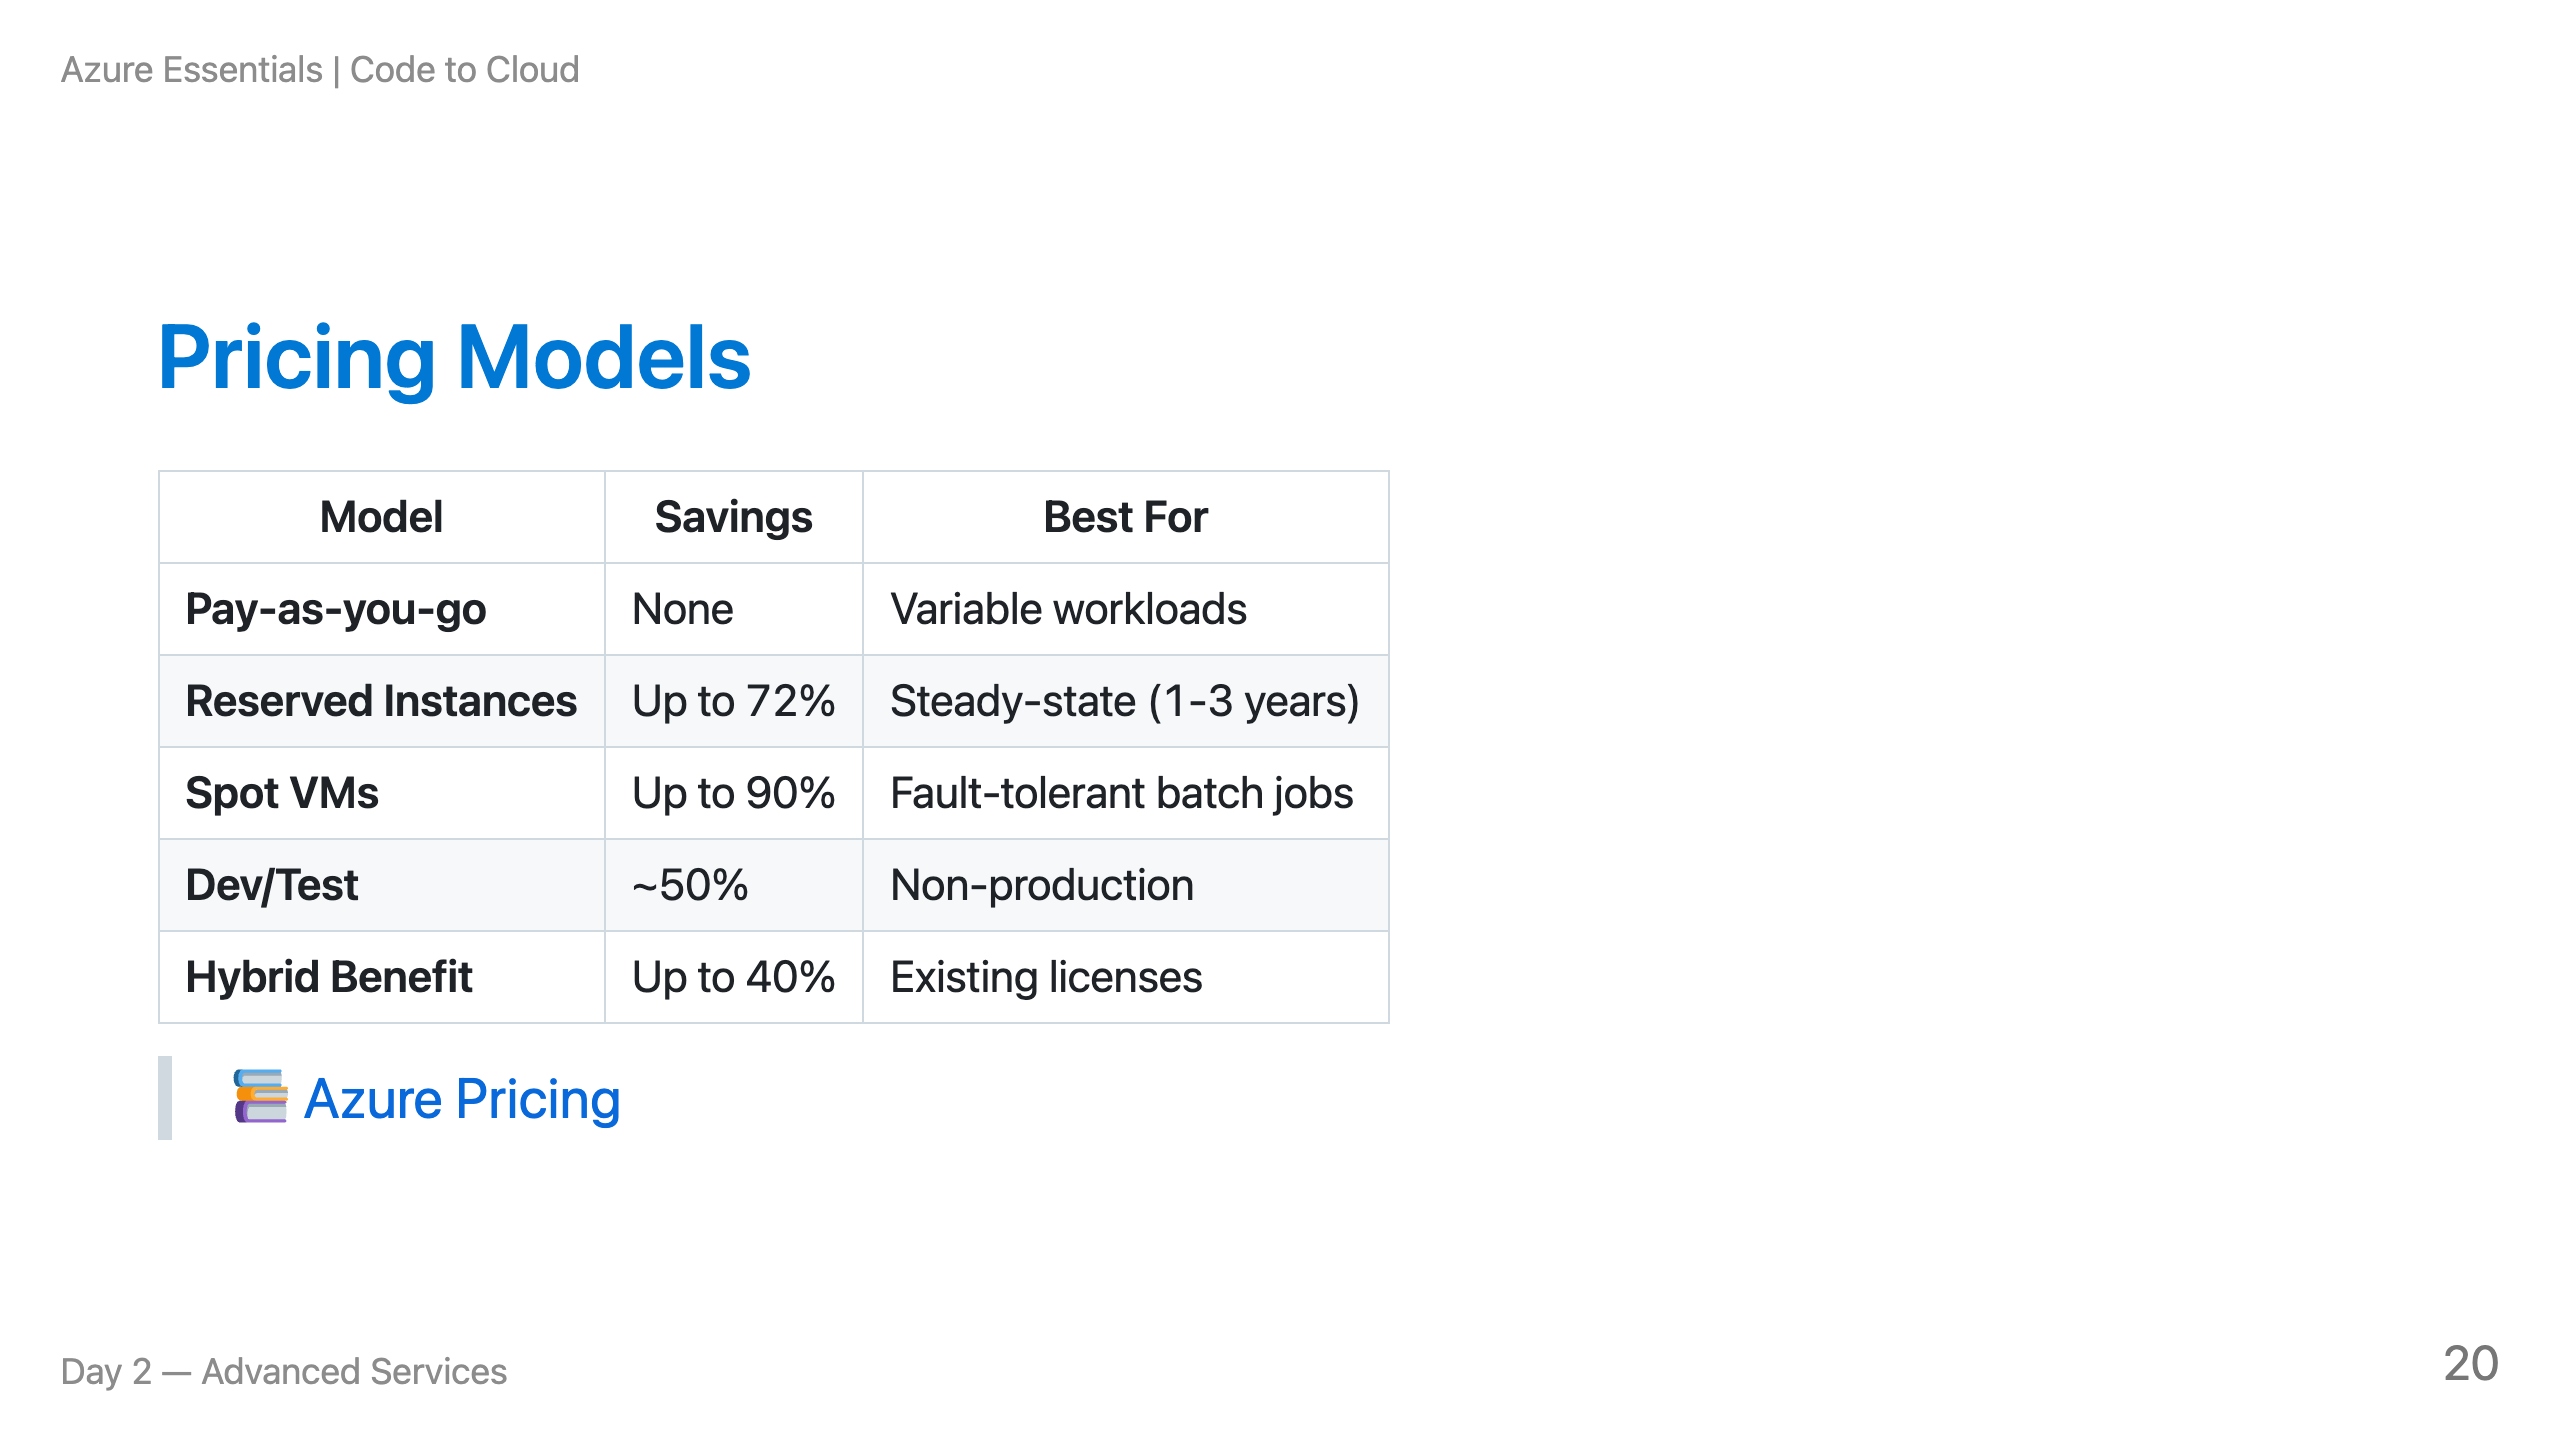 Azure Essentials | Code to Cloud
Pricing Models
Model Savings Best For
Pay-as-you-go None Variable workloads
Reserved Instances Up to 72% Steady-state (1-3 years)
Spot VMs Up to 90% Fault-tolerant batch jobs
Dev/Test ~50% Non-production
Hybrid Benefit Up to 40% Existing licenses
Azure Pricing
Day 2 — Advanced Services
20